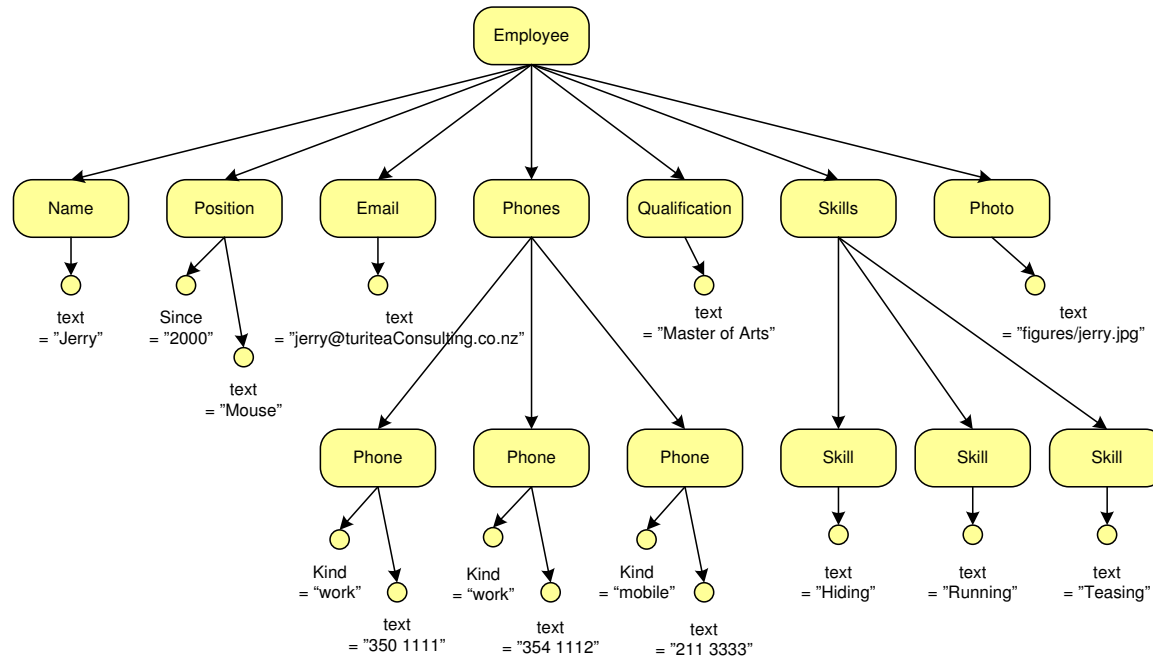 Employee
Name
Position
Email
Phones
Qualification
Skills
Photo
text
= ”Jerry”
Since
= ”2000”
text
= ”Mouse”
text
= ”jerry@turiteaConsulting.co.nz”
text
= ”Master of Arts”
text
= ”figures/jerry.jpg”
Phone
Phone
Phone
Skill
Skill
Skill
Kind
= “work”
text
= ”350 1111”
Kind
= “work”
text
= ”354 1112”
Kind
= “mobile”
text
= ”211 3333”
text
= ”Hiding”
text
= ”Running”
text
= ”Teasing”